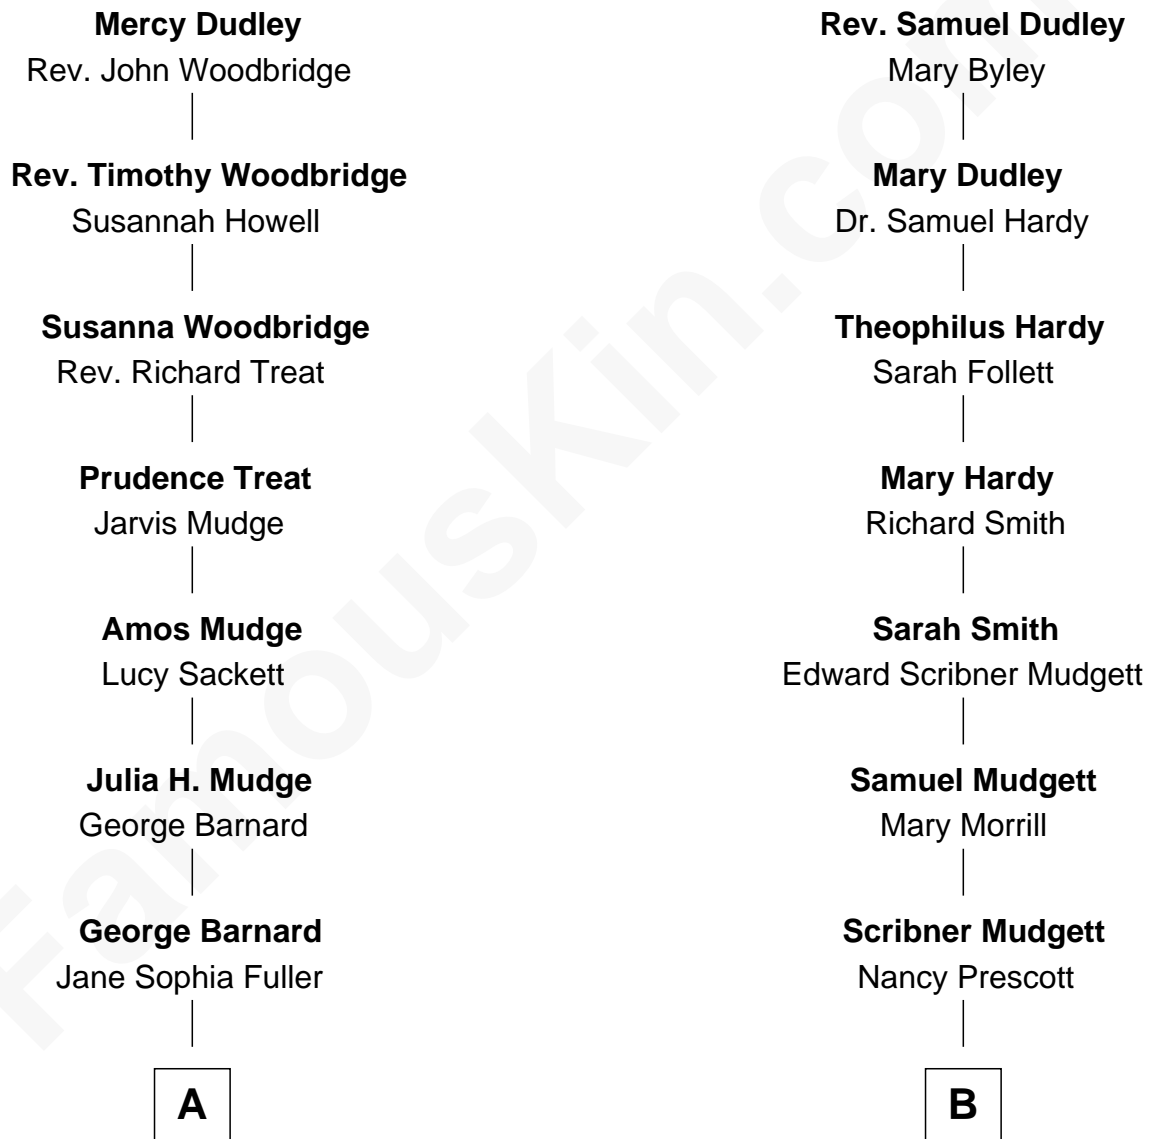 Mercy Dudley
Rev. John Woodbridge
Rev. Timothy Woodbridge
Susannah Howell
Susanna Woodbridge
Rev. Richard Treat
Prudence Treat
Jarvis Mudge
Amos Mudge
Lucy Sackett
Julia H. Mudge
George Barnard
George Barnard
Jane Sophia Fuller
A
Rev. Samuel Dudley
Mary Byley
Mary Dudley
Dr. Samuel Hardy
Theophilus Hardy
Sarah Follett
Mary Hardy
Richard Smith
Sarah Smith
Edward Scribner Mudgett
Samuel Mudgett
Mary Morrill
Scribner Mudgett
Nancy Prescott
B
FamousKin.com